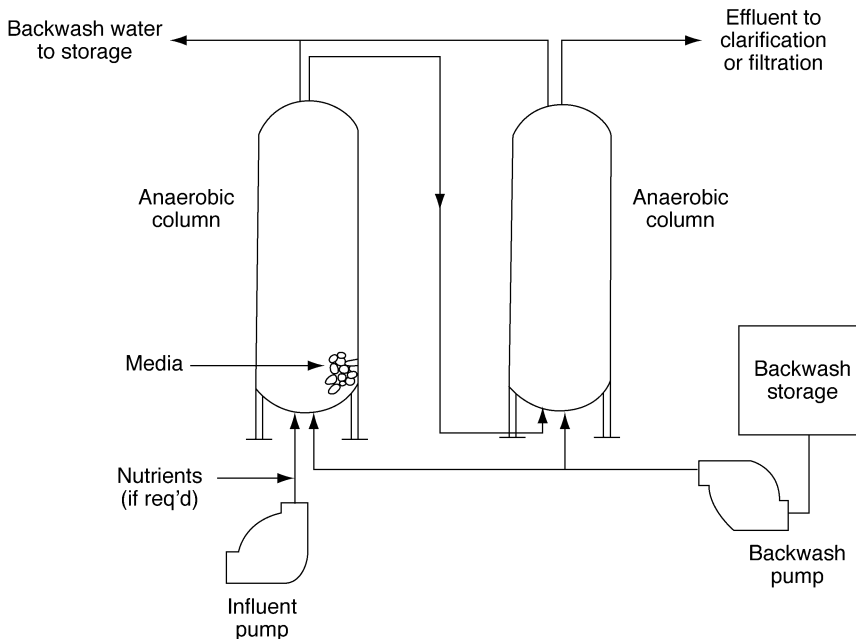 Backwash water
to storage
Effluent to
clarification
or filtration
Anaerobic
column
Anaerobic
column
Media
Backwash
storage
Nutrients
(if req'd)
Backwash
pump
Influent
pump